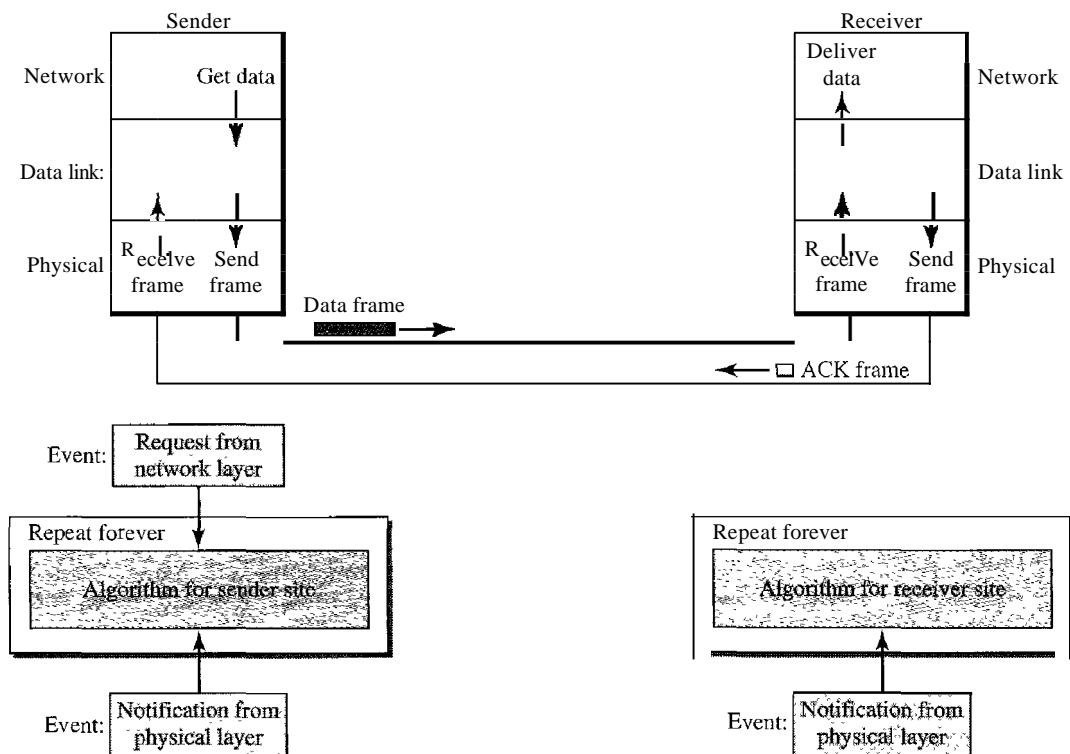 Sender
Receiver
Network
Get data
Deliver
data
Network
Data link:
Data link
Physical
Receive
frame
Send
frame
ReceiVe
frame
Send
frame
Physical
Data frame
ACK frame
Event:
Request from
network layer
Repeat forever
Algorithm for sender site
Event:
Notification from
physical layer
Repeat forever
Algorithm for receiver site
Event:
Notification from
physical layer